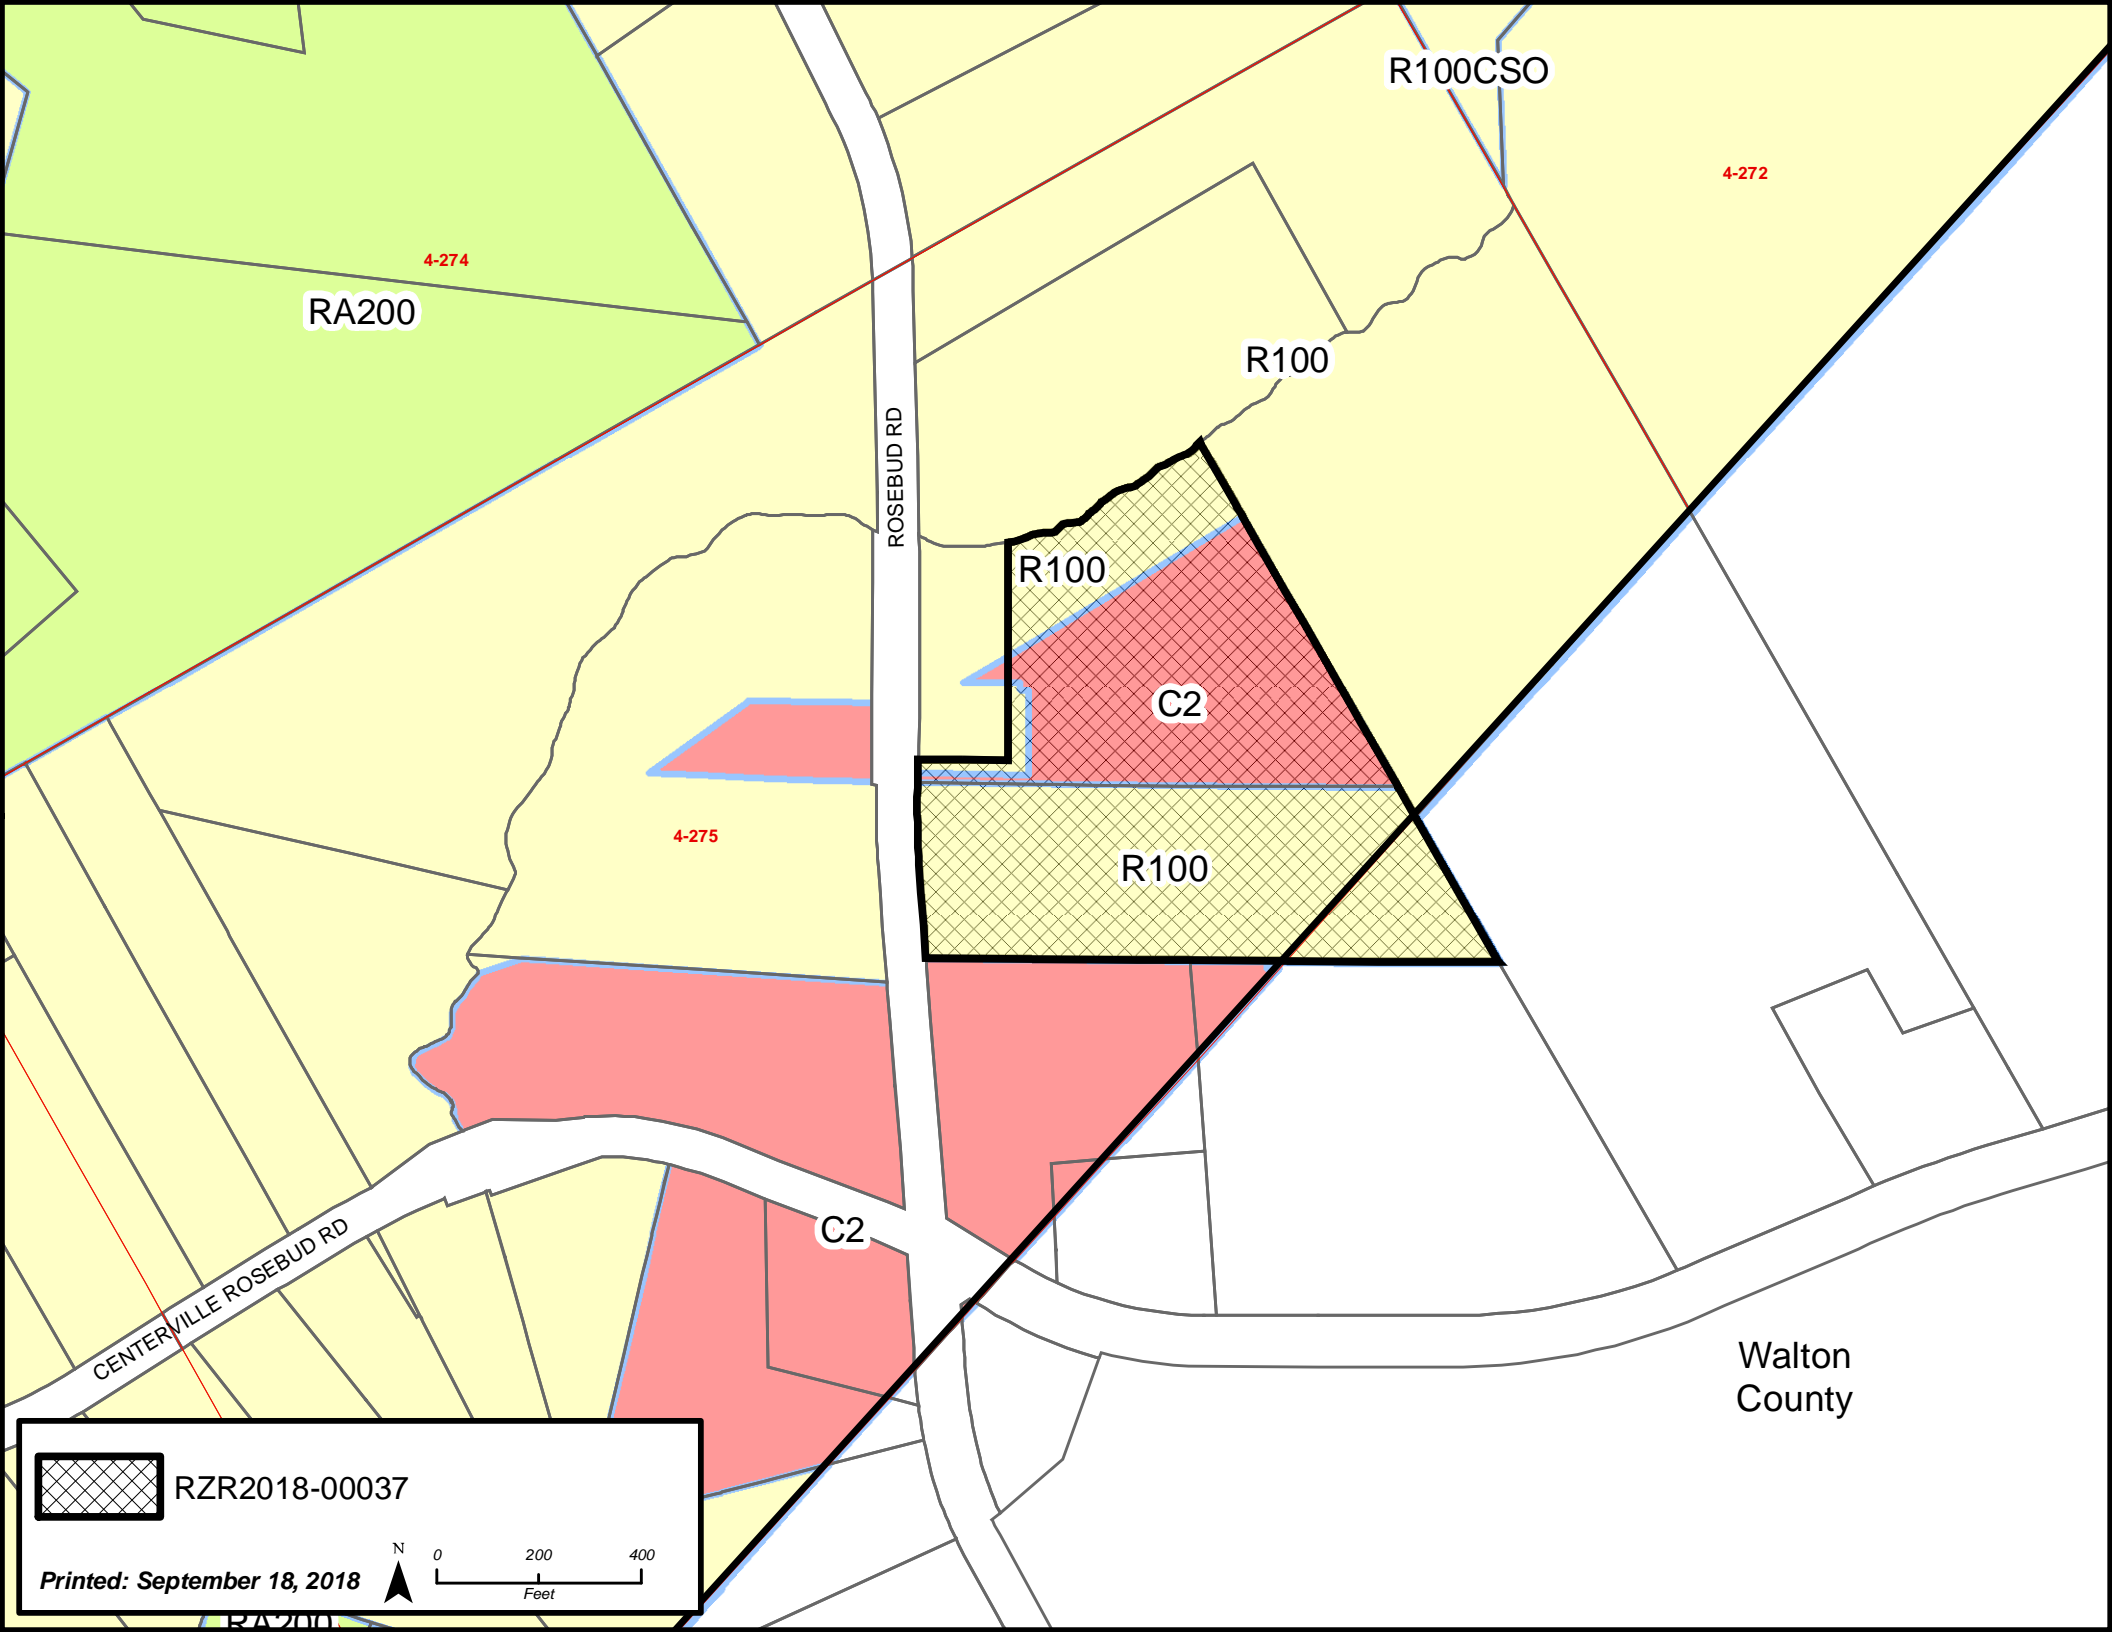 R100CSO
4-272
4-274
RA200
R100
ROSEBUD RD
R100
C2
4-275
R100
C2
CENTERVILLE ROSEBUD RD
Walton
County
RZR2018-00037
N
0 200 400
Feet
Printed: September 18, 2018
RA200